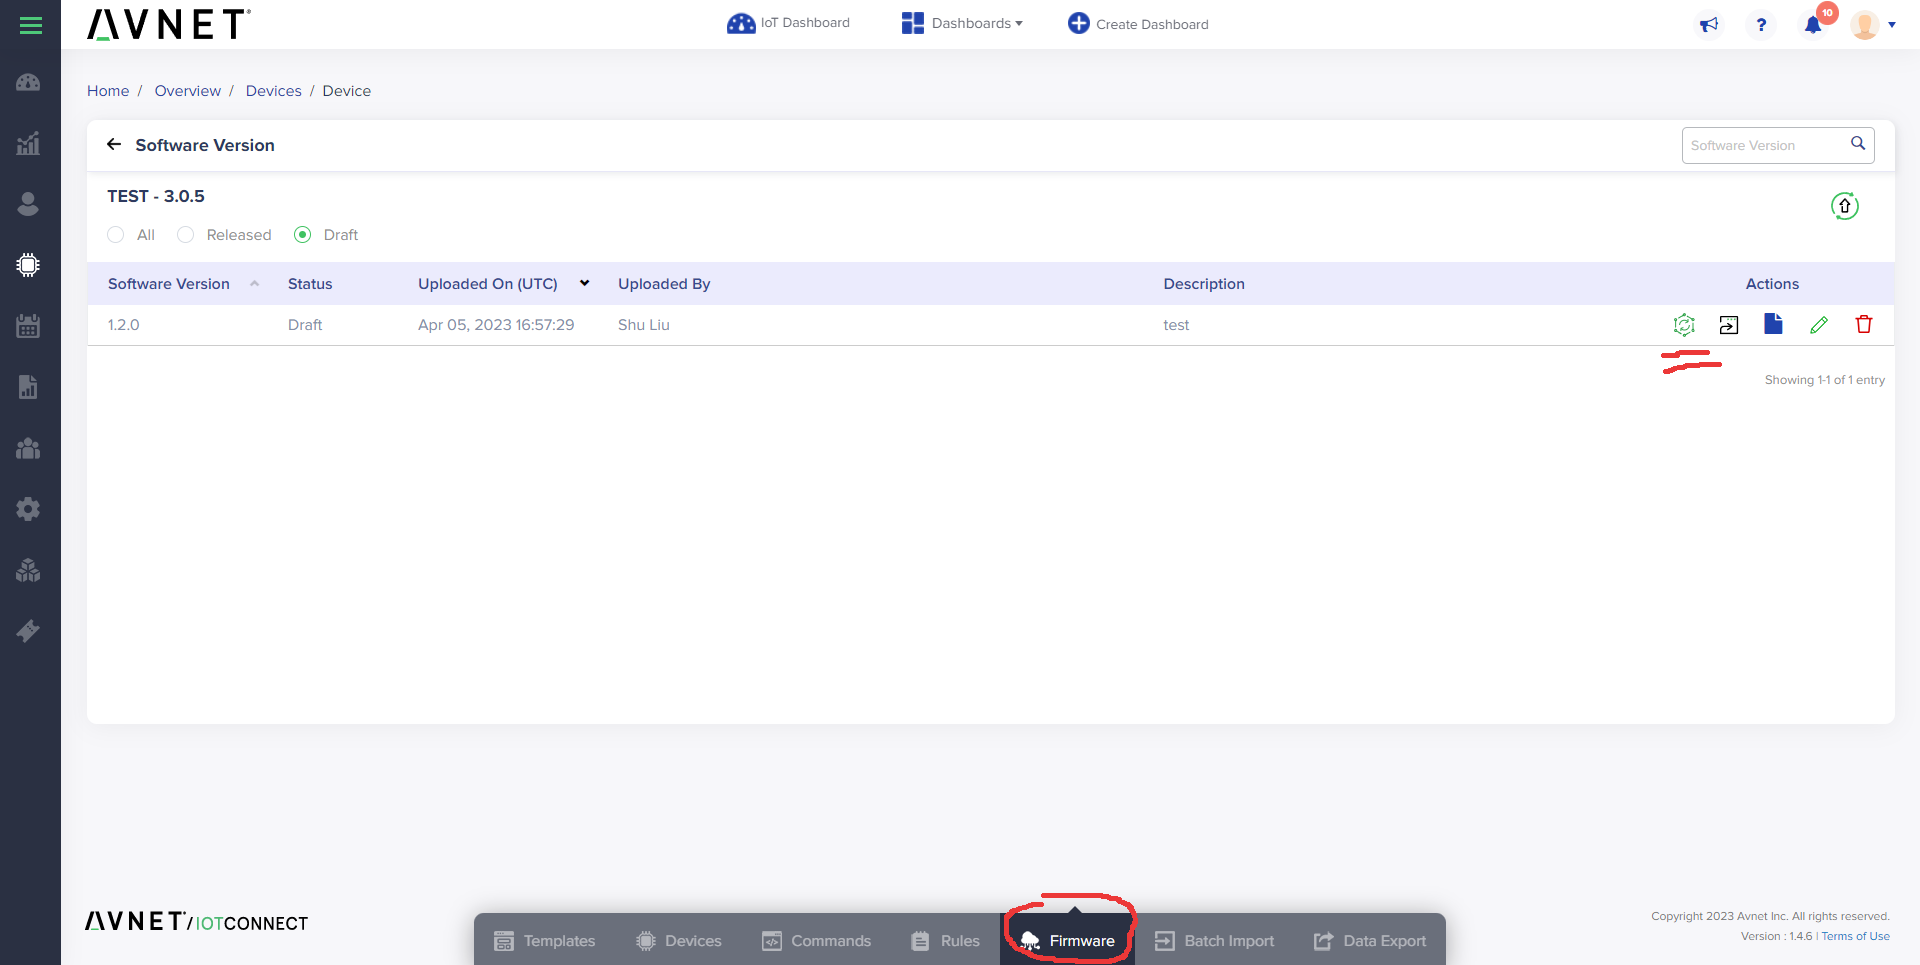 AVNET®
IoT Dashboard
Dashboards
Create Dashboard
?
10
Home / Overview / Devices / Device
Software Version
Software Version
TEST - 3.0.5
All Released Draft
Software Version Status Uploaded On (UTC) Uploaded By Description Actions
1.2.0 Draft Apr 05, 2023 16:57:29 Shu Liu test
Showing 1-1 of 1 entry
AVNET®/IOTCONNECT
Templates Devices Commands Rules Firmware Batch Import Data Export
Copyright 2023 Avnet Inc. All rights reserved.
Version : 1.4.6 | Terms of Use